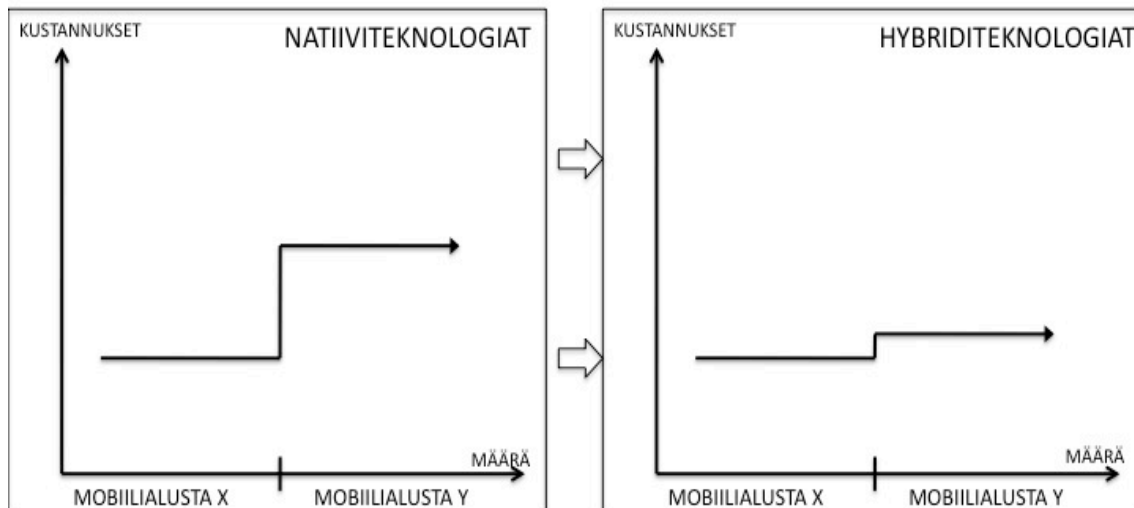 KUSTANNUKSET
NATIIVITEKNOLOGIAT
MÄÄRÄ
MOBIILIALUSTA X
MOBIILIALUSTA Y
KUSTANNUKSET
HYBRIDITEKNOLOGIAT
MÄÄRÄ
MOBIILIALUSTA X
MOBIILIALUSTA Y